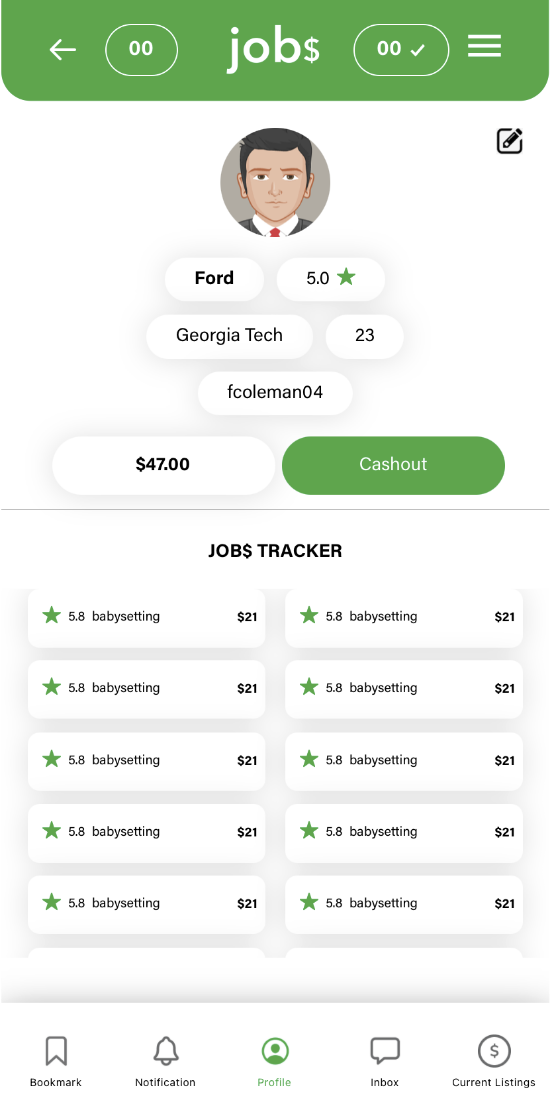 00 job$ 00
Ford 5.0
Georgia Tech 23
fcoleman04
$47.00 Cashout
JOB$ TRACKER
5.8 babysetting $21 5.8 babysetting $21
5.8 babysetting $21 5.8 babysetting $21
5.8 babysetting $21 5.8 babysetting $21
5.8 babysetting $21 5.8 babysetting $21
5.8 babysetting $21 5.8 babysetting $21
Bookmark Notification Profile Inbox Current Listings